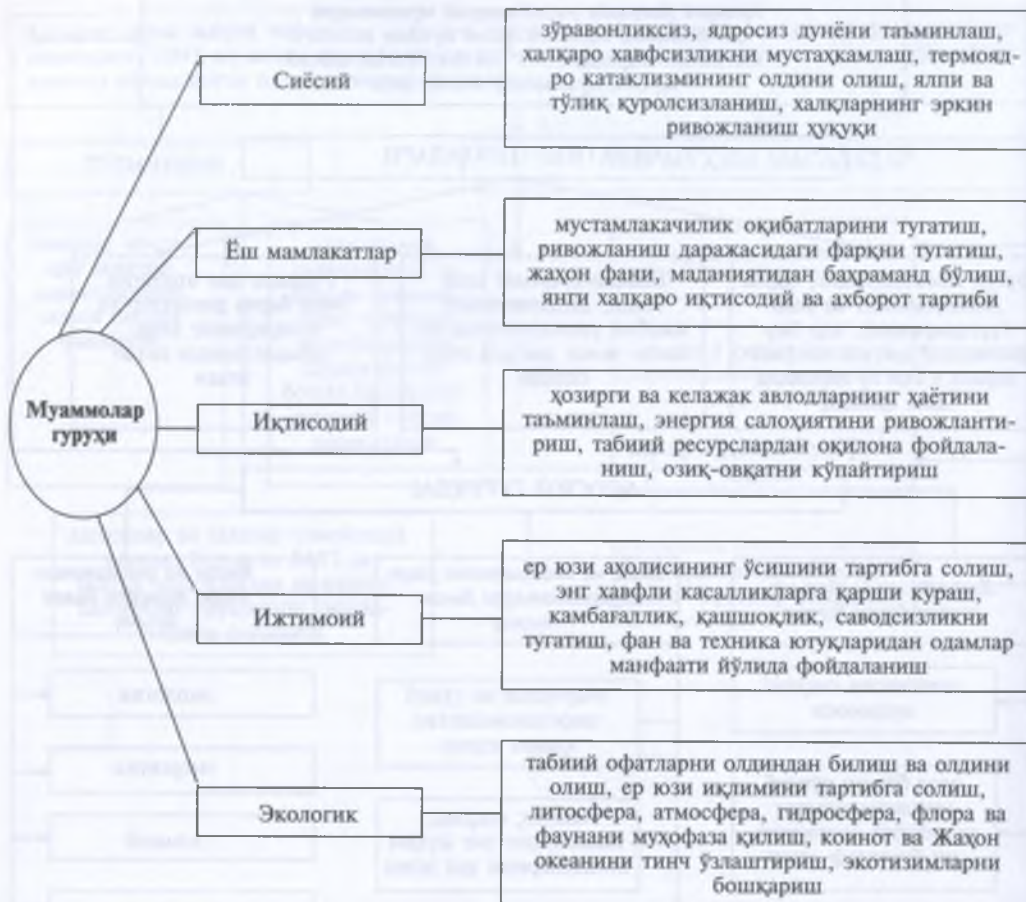 зўравонликсиз, ядросиз дунёни таъминлаш,
халқаро хавфсизликни мустаҳкамлаш, термояд-
ро катаклизмининг олдини олиш, ялпи ва
тўлиқ қуролсизланиш, халқларнинг эркин
ривожланиш ҳуқуқи
Сиёсий
мустамлакачилик оқибатларини тугатиш,
ривожланиш даражасидаги фарқни тугатиш,
жаҳон фани, маданиятидан баҳраманд бўлиш,
янги халқаро иқтисодий ва ахборот тартиби
Ёш мамлакатлар
Муаммолар
гуруҳи
ҳозирги ва келажак авлодларнинг ҳаётини
таъминлаш, энергия салоҳиятини ривожланти-
риш, табиий ресурслардан оқилона фойдала-
ниш, озиқ-овқатни кўпайтириш
Иқтисодий
ер юзи аҳолисининг ўсишини тартибга солиш,
энг хавфли касалликларга қарши кураш,
камбағаллик, қашшоқлик, саводсизликни
тугатиш, фан ва техника ютуқларидан одамлар
манфаати йўлида фойдаланиш
Ижтимоий
табиий офатларни олдиндан билиш ва олдини
олиш, ер юзи иқлимини тартибга солиш,
литосфера, атмосфера, гидросфера, флора ва
фаунани муҳофаза қилиш, коинот ва Жаҳон
океанини тинч ўзлаштириш, экотизимларни
бошқариш
Экологик